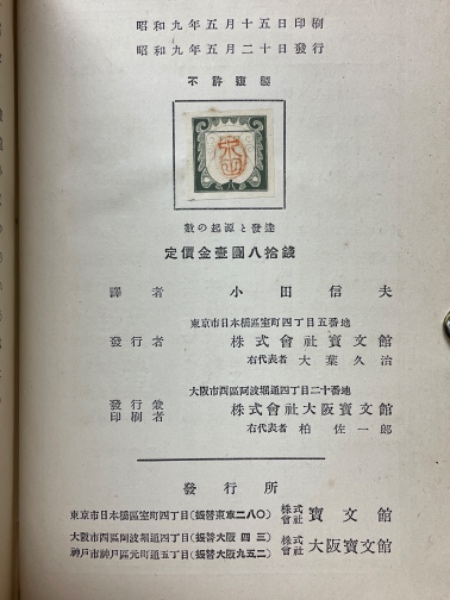 昭和九年五月十五日印刷
昭和九年五月二十日發行
不許複製
數の起源と發達
定價金壹圓八拾錢
譯者 小田信夫
東京市日本橋區室町四丁目五番地
發行者 株式會社寶文館
右代表者 大葉久治
大阪市西區阿波堀通四丁目二十番地
發行兼印刷者 株式會社大阪寶文館
右代表者 柏佐一郎
發行所
東京市日本橋區室町四丁目(振替東京二八〇) 株式會社 寶文館
大阪市西區阿波堀通四丁目(振替大阪四三)
神戸市神戸區元町通五丁目(振替大阪九五二) 株式會社 大阪寶文館